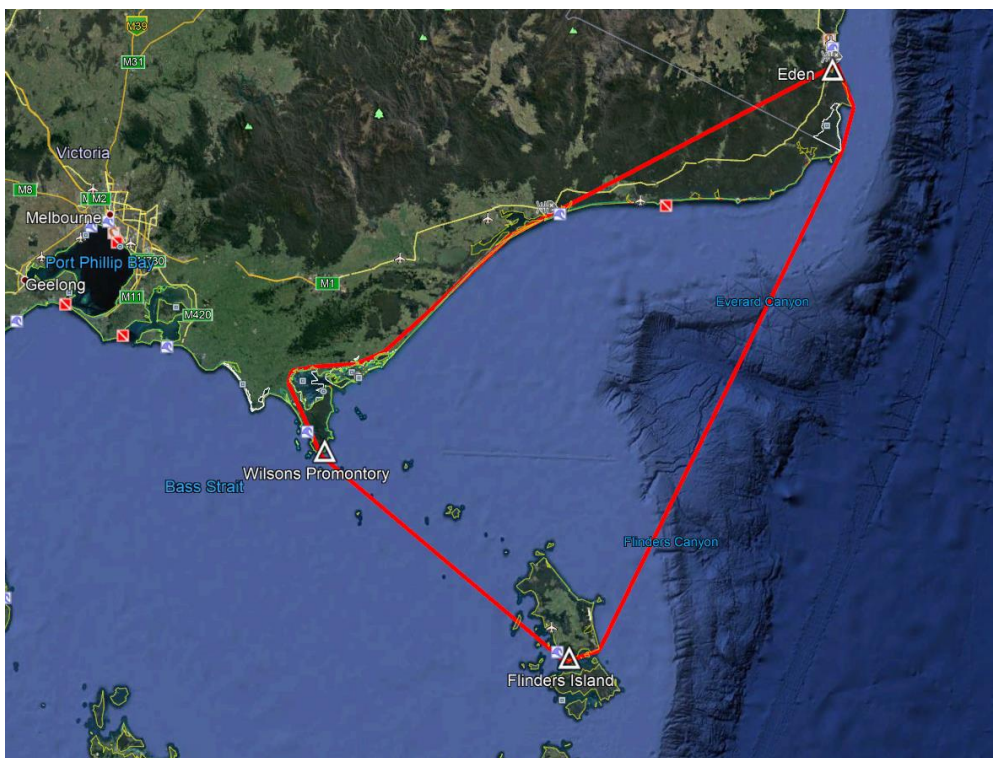 M39
M31
Eden
Victoria
M8
M2
Melbourne
Port Phillip Bay
M1
Geelong
M11
M420
Everard Canyon
Wilsons Promontory
Bass Strait
Flinders Canyon
Flinders Island